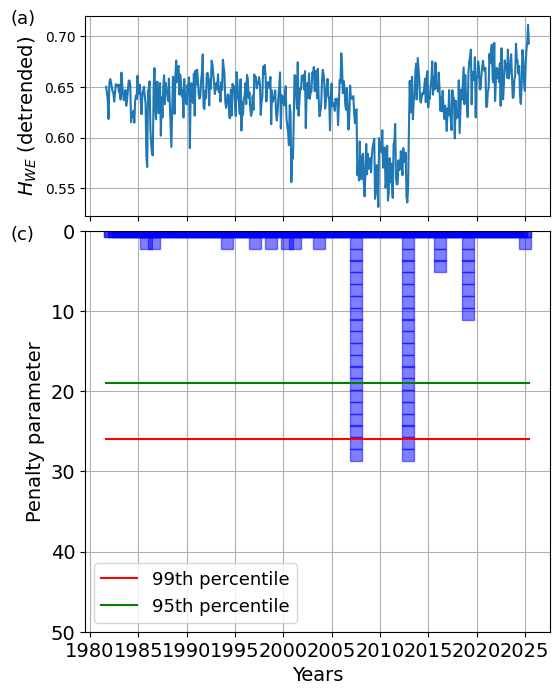 (a)
0.70
0.65
0.60
0.55
H_WE (detrended)
(c)
0
10
20
30
40
50
Penalty parameter
99th percentile
95th percentile
1980 1985 1990 1995 2000 2005 2010 2015 2020 2025
Years